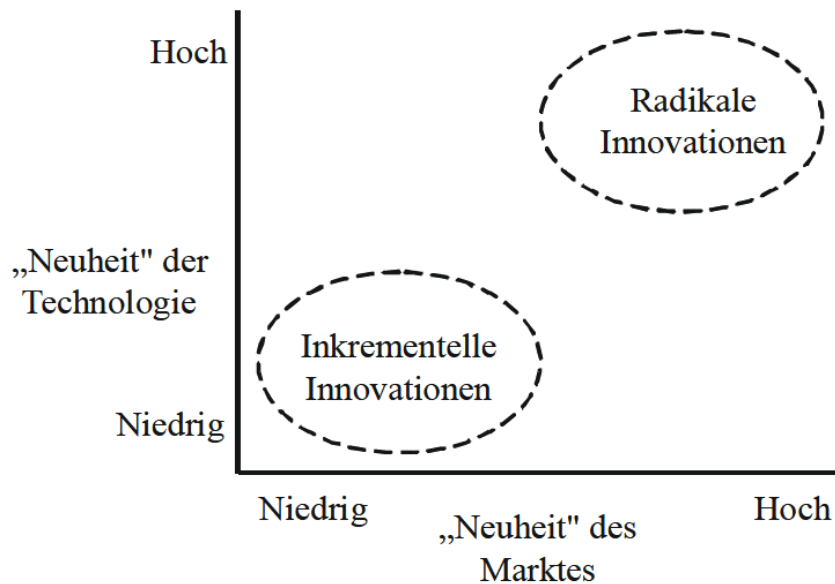 Hoch
Radikale
Innovationen
„Neuheit" der
Technologie
Inkrementelle
Innovationen
Niedrig
Niedrig
„Neuheit" des
Marktes
Hoch